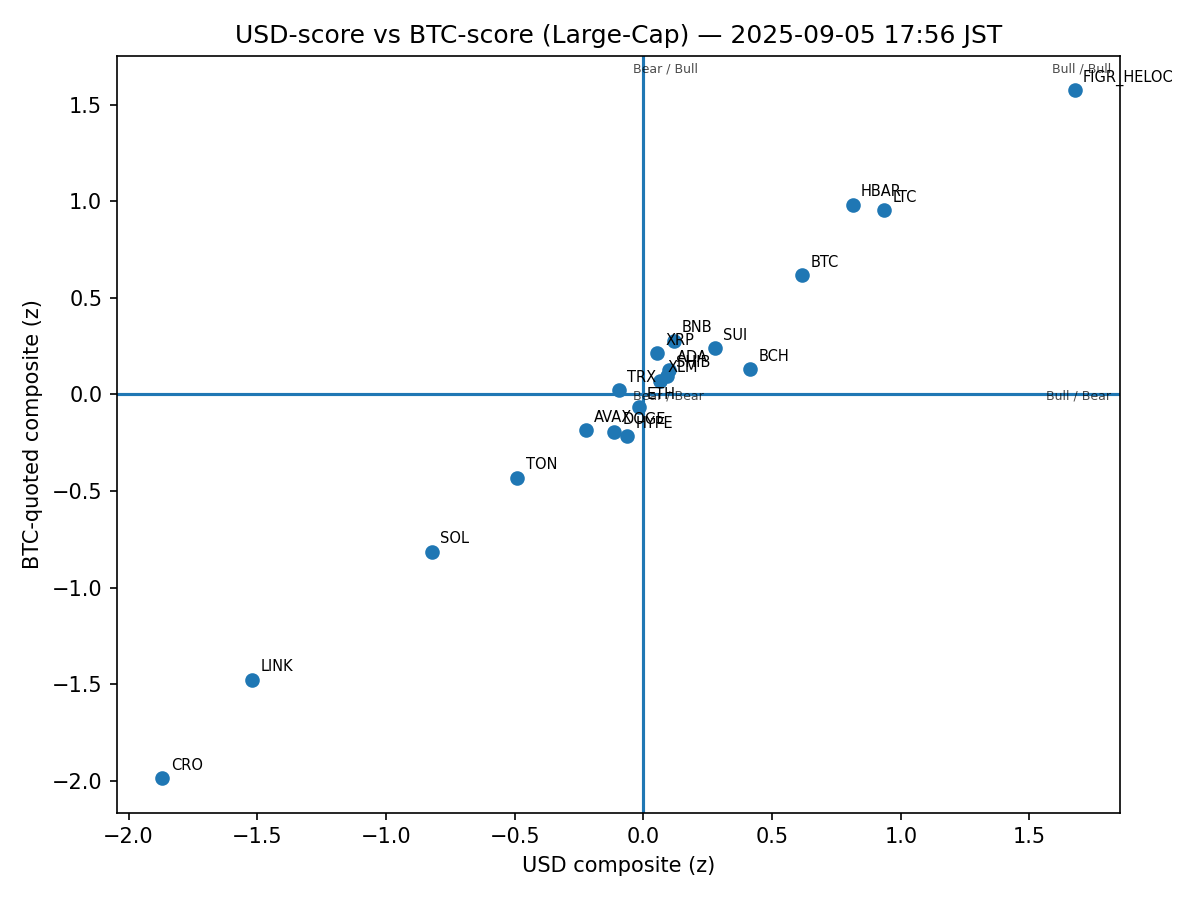 USD-score vs BTC-score (Large-Cap) — 2025-09-05 17:56 JST
Bear / Bull
Bull / Bull
FIGR_HELOC
HBAR
LTC
BTC
BNB
SUI
XRP
BCH
ADA
SHIB
XLM
TRX
ETH
Bear / Bear
Bull / Bear
AVAX
DOGE
HYPE
TON
SOL
LINK
CRO
1.5
1.0
0.5
0.0
−0.5
−1.0
−1.5
−2.0
BTC-quoted composite (z)
−2.0
−1.5
−1.0
−0.5
0.0
0.5
1.0
1.5
USD composite (z)